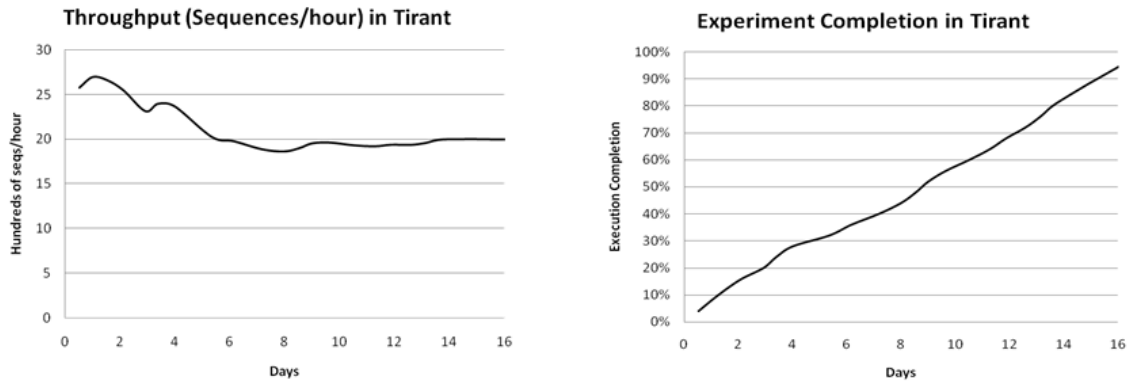 Throughput (Sequences/hour) in Tirant
30
25
20
15
10
5
0
Hundreds of seqs/hour
0 2 4 6 8 10 12 14 16
Days
Experiment Completion in Tirant
100%
90%
80%
70%
60%
50%
40%
30%
20%
10%
0%
Execution Completion
0 2 4 6 8 10 12 14 16
Days